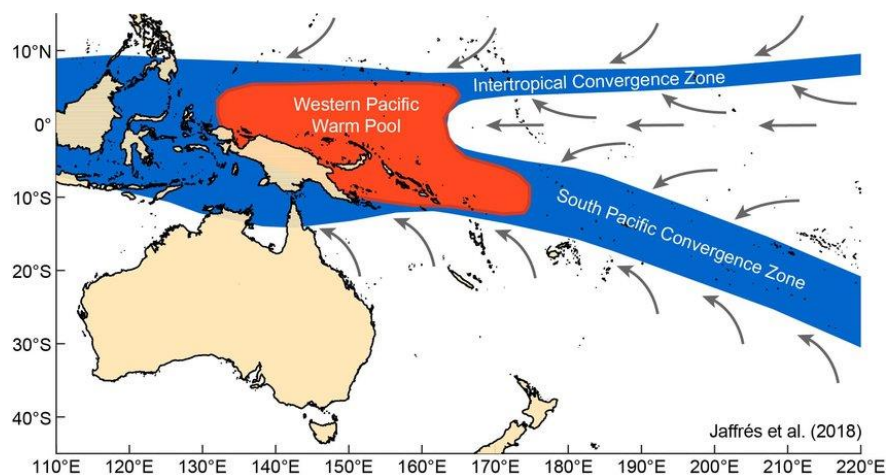 10°N
0°
10°S
20°S
30°S
40°S
Intertropical Convergence Zone
Western Pacific
Warm Pool
South Pacific Convergence Zone
Jaffrés et al. (2018)
110°E 120°E 130°E 140°E 150°E 160°E 170°E 180°E 190°E 200°E 210°E 220°E